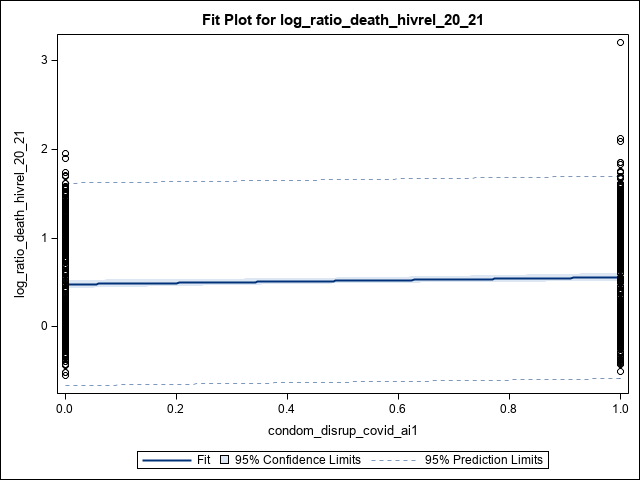 Fit Plot for log_ratio_death_hivrel_20_21
3
2
1
0
log_ratio_death_hivrel_20_21
0.0 0.2 0.4 0.6 0.8 1.0
condom_disrup_covid_ai1
Fit 95% Confidence Limits 95% Prediction Limits